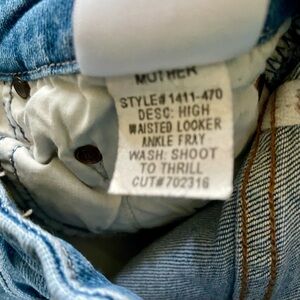 MOTHER
STYLE# 1411-470
DESC: HIGH
WAISTED LOOKER
ANKLE FRAY
WASH: SHOOT
TO THRILL
CUT# 702316